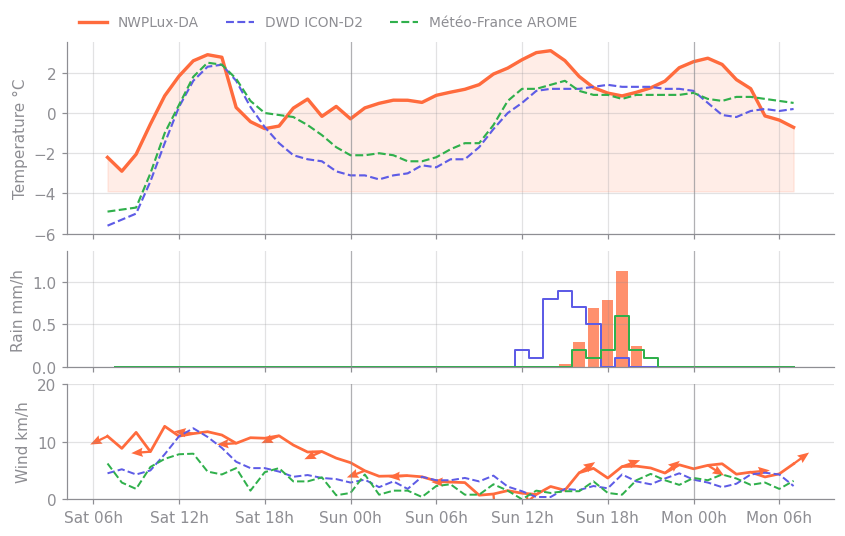 NWPLux-DA DWD ICON-D2 Météo-France AROME
Temperature °C
2
0
−2
−4
−6
Rain mm/h
1.0
0.5
0.0
Wind km/h
20
10
0
Sat 06h Sat 12h Sat 18h Sun 00h Sun 06h Sun 12h Sun 18h Mon 00h Mon 06h